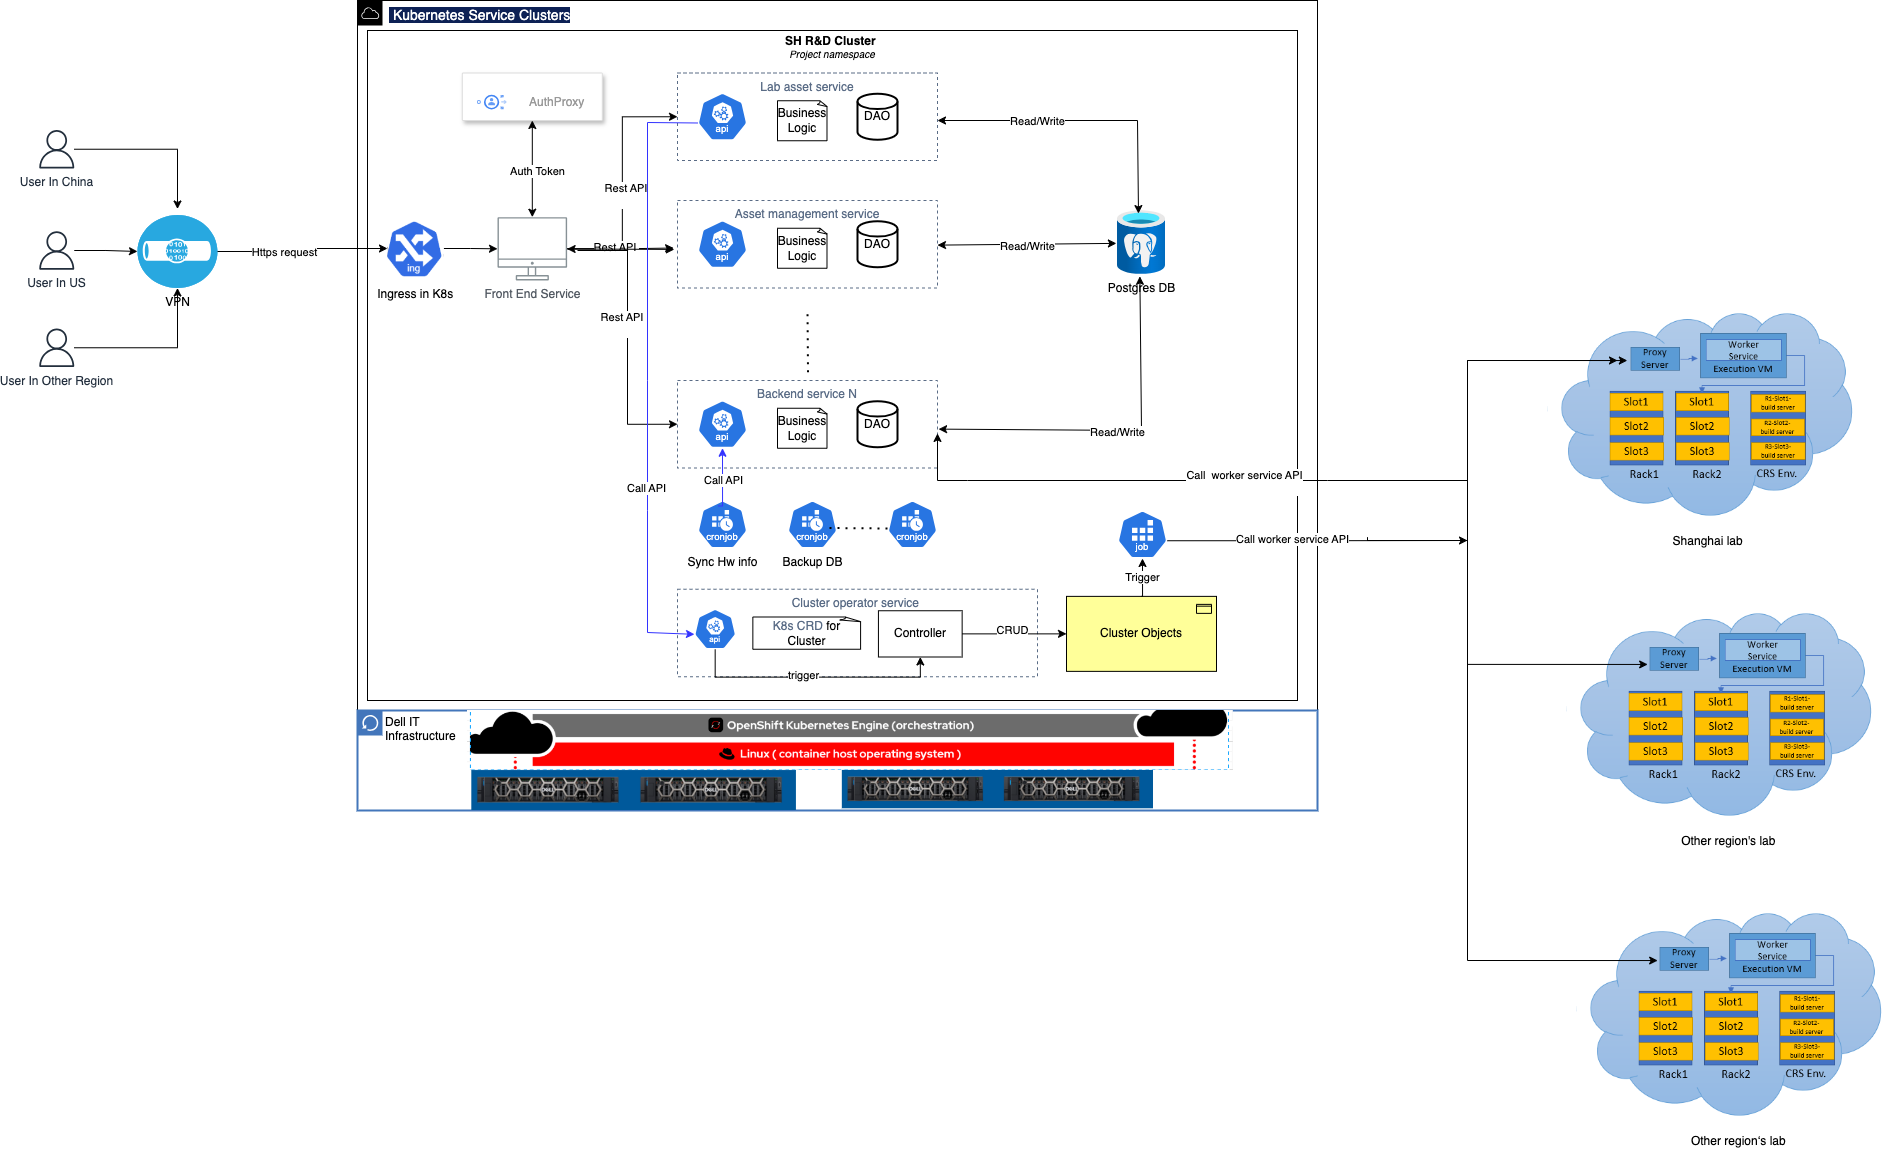 Kubernetes Service Clusters
SH R&D Cluster
Project namespace
AuthProxy
Auth Token
User In China
User In US
User In Other Region
VPN
Https request
ing
Ingress in K8s
Front End Service
Rest API
Rest API
Rest API
Lab asset service
api
Business
Logic
DAO
Read/Write
Asset management service
api
Business
Logic
DAO
Read/Write
Postgres DB
Backend service N
api
Business
Logic
DAO
Read/Write
Call API
Call API
Call  worker service API
cronjob
Sync Hw info
cronjob
Backup DB
cronjob
job
Call worker service API
Trigger
Cluster operator service
api
K8s CRD for
Cluster
Controller
trigger
CRUD
Cluster Objects
Dell IT
Infrastructure
OpenShift Kubernetes Engine (orchestration)
Linux ( container host operating system )
Proxy
Server
Worker
Service
Execution VM
Slot1
Slot2
Slot3
Rack1
Slot1
Slot2
Slot3
Rack2
R1-Slot1-
build server
R2-Slot2-
build server
R3-Slot3-
build server
CRS Env.
Shanghai lab
Proxy
Server
Worker
Service
Execution VM
Slot1
Slot2
Slot3
Rack1
Slot1
Slot2
Slot3
Rack2
R1-Slot1-
build server
R2-Slot2-
build server
R3-Slot3-
build server
CRS Env.
Other region's lab
Proxy
Server
Worker
Service
Execution VM
Slot1
Slot2
Slot3
Rack1
Slot1
Slot2
Slot3
Rack2
R1-Slot1-
build server
R2-Slot2-
build server
R3-Slot3-
build server
CRS Env.
Other region's lab